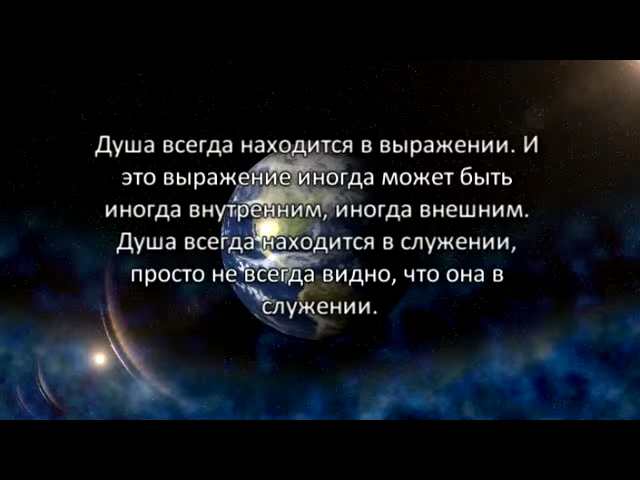 Душа всегда находится в выражении. И
это выражение иногда может быть
иногда внутренним, иногда внешним.
Душа всегда находится в служении,
просто не всегда видно, что она в
служении.